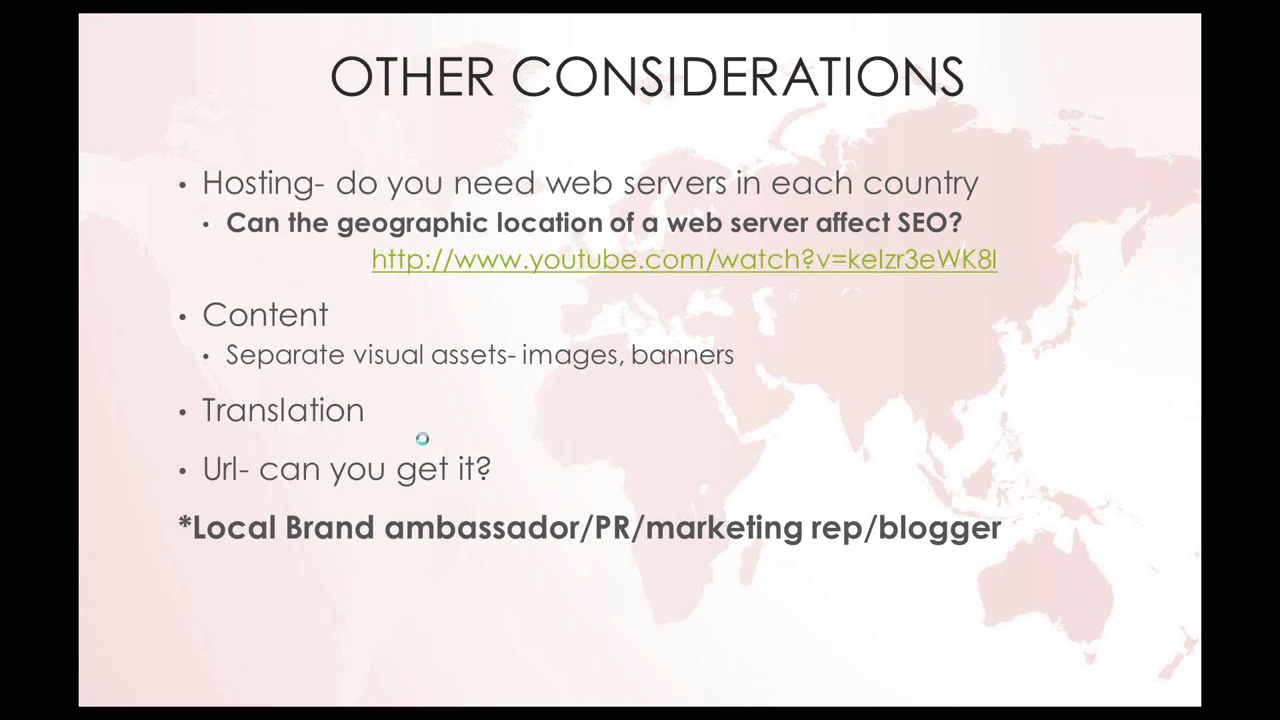 OTHER CONSIDERATIONS
• Hosting- do you need web servers in each country
• Can the geographic location of a web server affect SEO?
http://www.youtube.com/watch?v=keIzr3eWK8I
• Content
• Separate visual assets- images, banners
• Translation
• Url- can you get it?
*Local Brand ambassador/PR/marketing rep/blogger